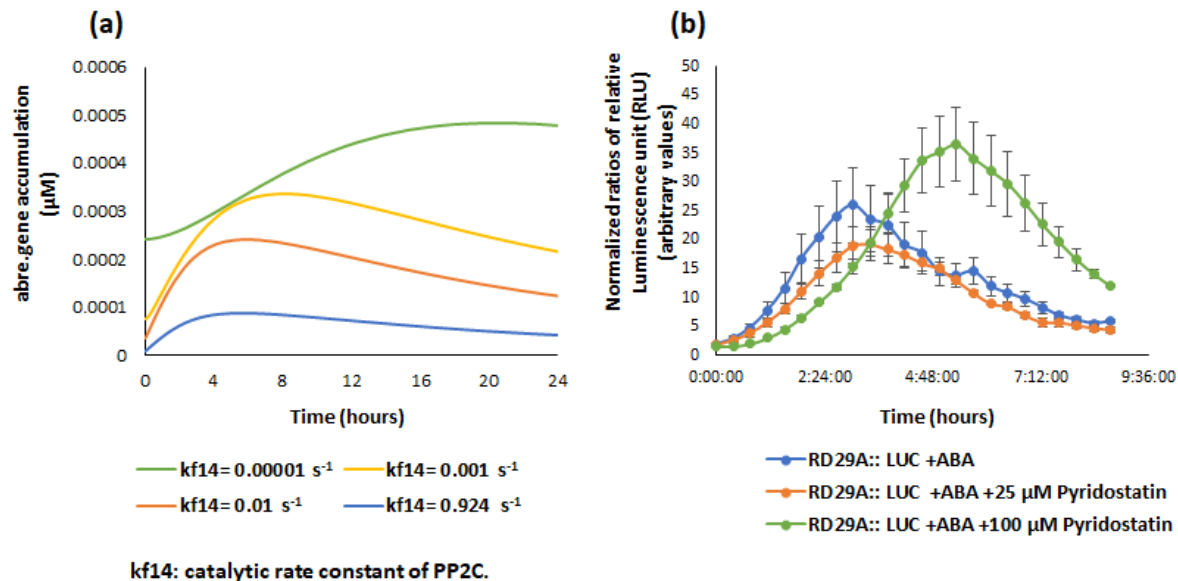 (a)
abre-gene accumulation
(µM)
0.0006
0.0005
0.0004
0.0003
0.0002
0.0001
0
0 4 8 12 16 20 24
Time (hours)
kf14= 0.00001 s⁻¹ kf14= 0.001 s⁻¹
kf14= 0.01 s⁻¹ kf14= 0.924 s⁻¹
kf14: catalytic rate constant of PP2C.
(b)
Normalized ratios of relative
Luminescence unit (RLU)
(arbitrary values)
50
45
40
35
30
25
20
15
10
5
0
0:00:00 2:24:00 4:48:00 7:12:00 9:36:00
Time (hours)
RD29A:: LUC +ABA
RD29A:: LUC +ABA +25 µM Pyridostatin
RD29A:: LUC +ABA +100 µM Pyridostatin